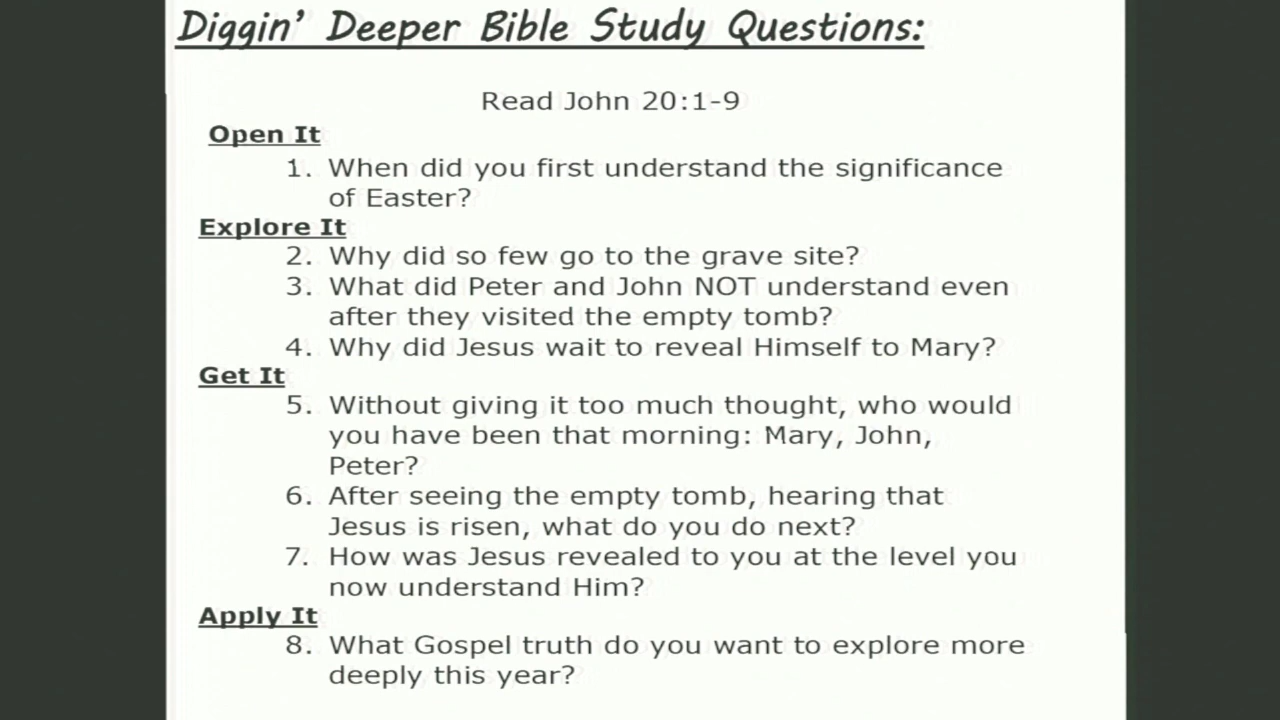 Diggin’ Deeper Bible Study Questions:
Read John 20:1-9
Open It
1. When did you first understand the significance
of Easter?
Explore It
2. Why did so few go to the grave site?
3. What did Peter and John NOT understand even
after they visited the empty tomb?
4. Why did Jesus wait to reveal Himself to Mary?
Get It
5. Without giving it too much thought, who would
you have been that morning: Mary, John,
Peter?
6. After seeing the empty tomb, hearing that
Jesus is risen, what do you do next?
7. How was Jesus revealed to you at the level you
now understand Him?
Apply It
8. What Gospel truth do you want to explore more
deeply this year?